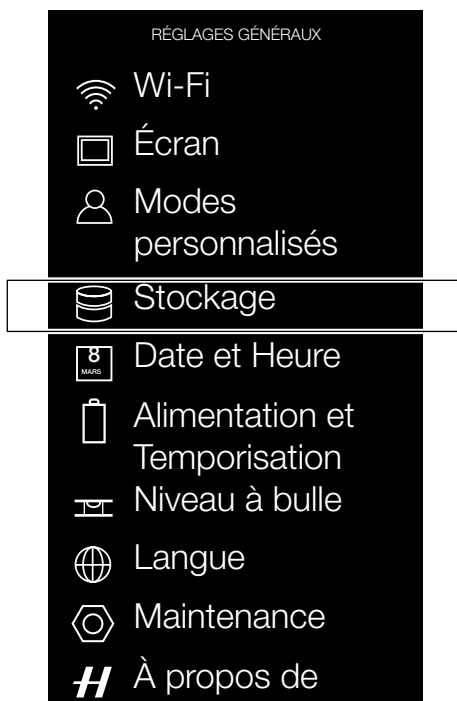 RÉGLAGES GÉNÉRAUX
Wi-Fi
Écran
Modes
personnalisés
Stockage
8
MARS
Date et Heure
Alimentation et
Temporisation
Niveau à bulle
Langue
Maintenance
H
À propos de